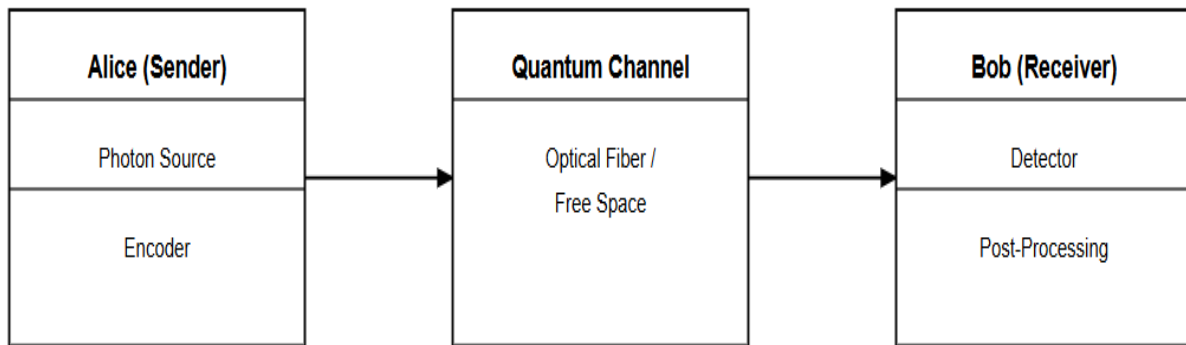 Alice (Sender)
Photon Source
Encoder
Quantum Channel
Optical Fiber /
Free Space
Bob (Receiver)
Detector
Post-Processing